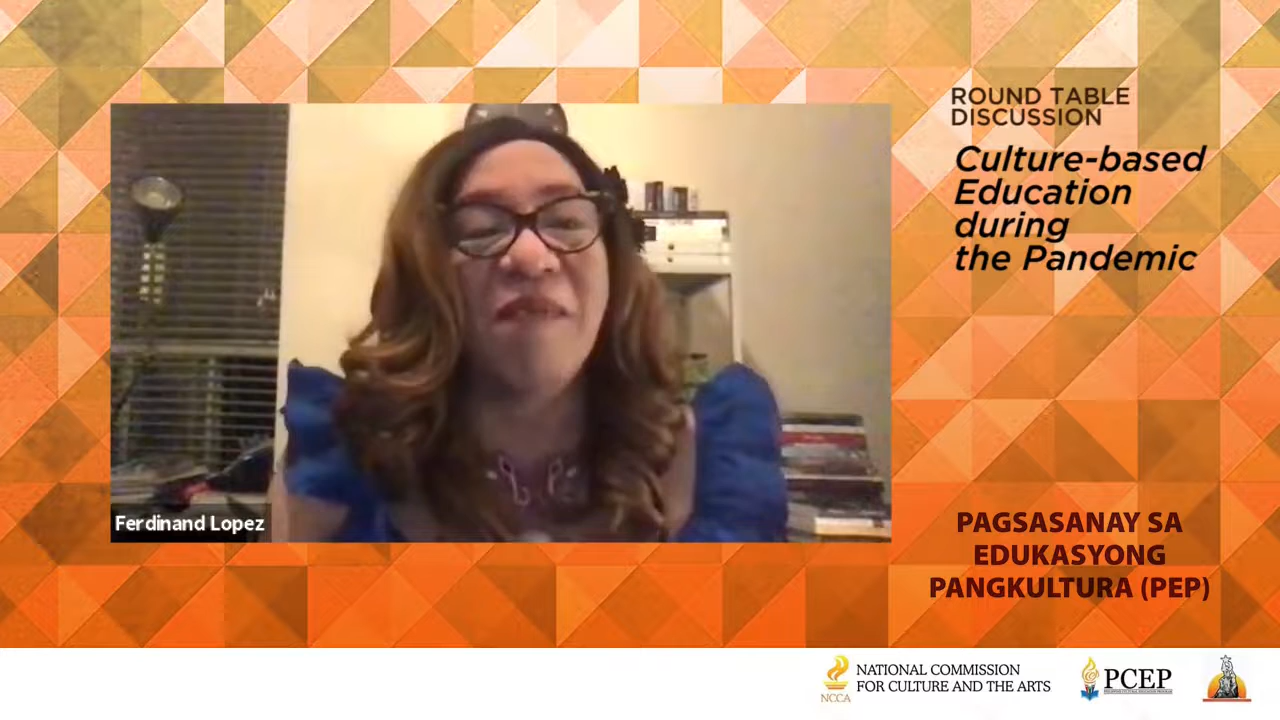 ROUND TABLE
DISCUSSION
Culture-based
Education
during
the Pandemic
Ferdinand Lopez
PAGSASANAY SA
EDUKASYONG
PANGKULTURA (PEP)
NCCA
NATIONAL COMMISSION
FOR CULTURE AND THE ARTS
PCEP